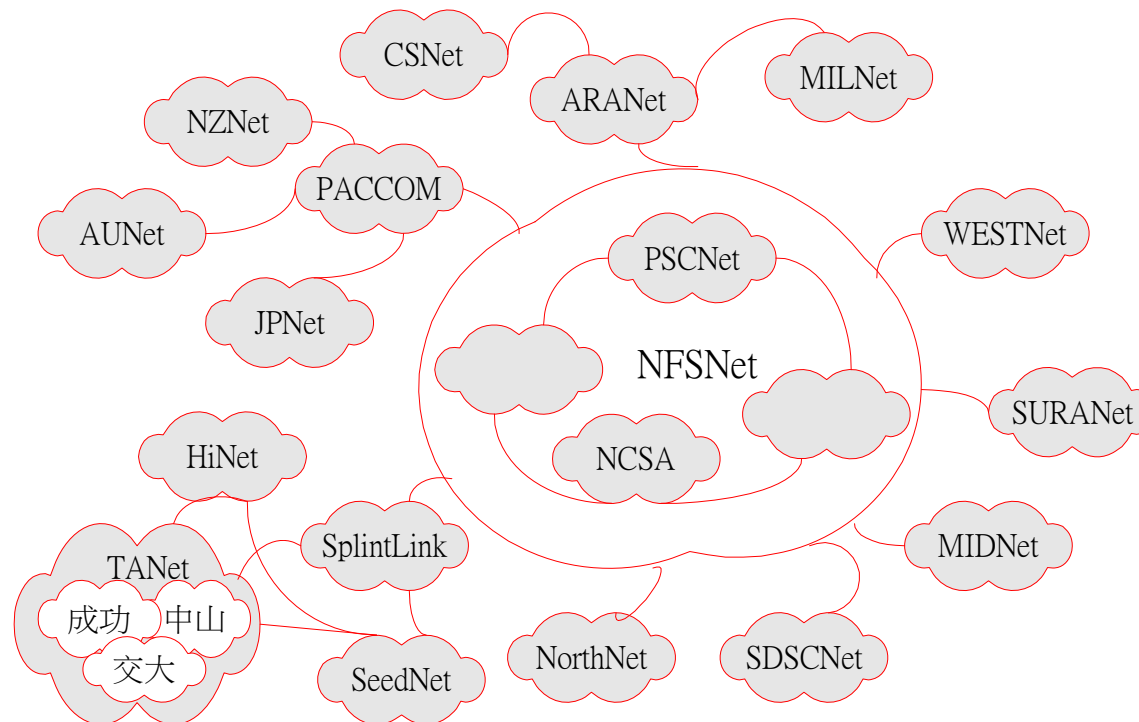 CSNet
ARANet
MILNet
NZNet
PACCOM
AUNet
WESTNet
PSCNet
JPNet
NFSNet
SURANet
NCSA
HiNet
SplintLink
MIDNet
TANet
成功
中山
交大
SeedNet
NorthNet
SDSCNet